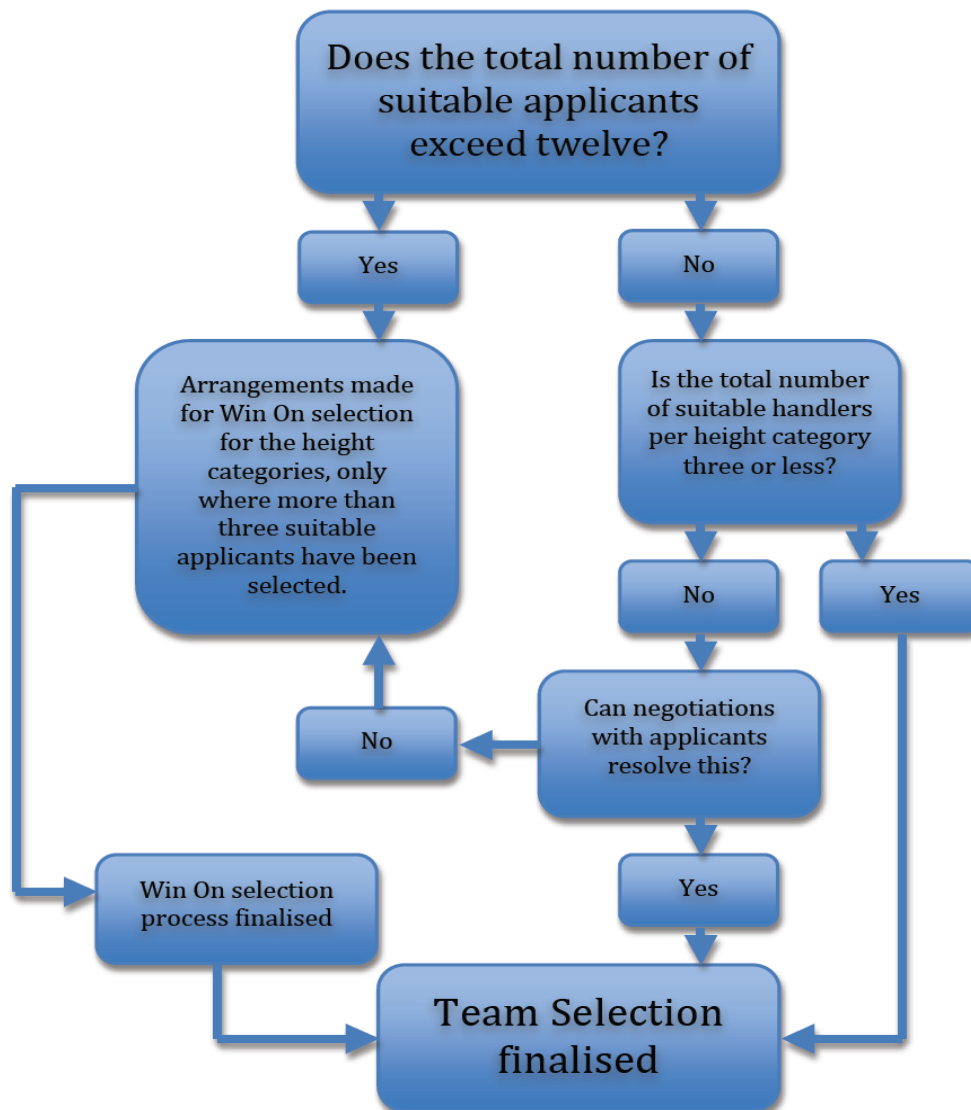 Does the total number of
suitable applicants
exceed twelve?
Yes
No
Arrangements made
for Win On selection
for the height
categories, only
where more than
three suitable
applicants have been
selected.
Is the total number
of suitable handlers
per height category
three or less?
No
Yes
Can negotiations
with applicants
resolve this?
No
Yes
Win On selection
process finalised
Team Selection
finalised